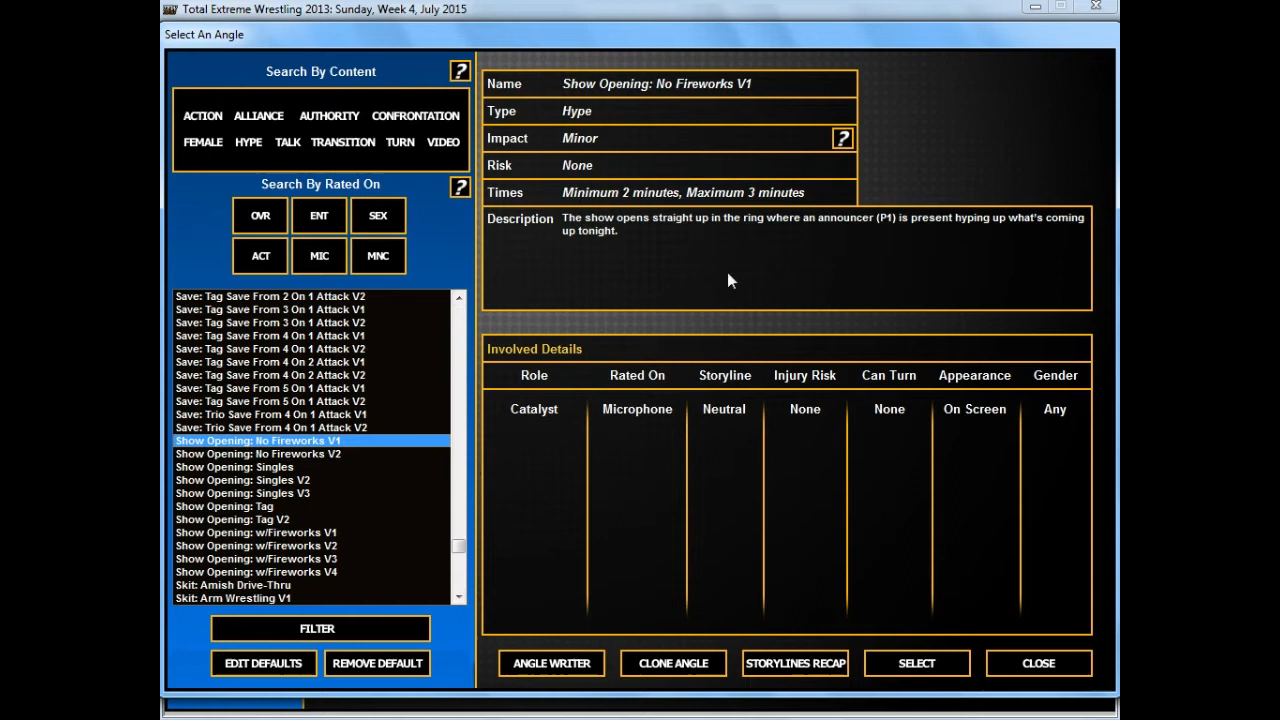 Total Extreme Wrestling 2013: Sunday, Week 4, July 2015
Select An Angle
Search By Content
?
ACTION ALLIANCE AUTHORITY CONFRONTATION
FEMALE HYPE TALK TRANSITION TURN VIDEO
Search By Rated On
?
OVR ENT SEX
ACT MIC MNC
Save: Tag Save From 2 On 1 Attack V2
Save: Tag Save From 3 On 1 Attack V1
Save: Tag Save From 3 On 1 Attack V2
Save: Tag Save From 4 On 1 Attack V1
Save: Tag Save From 4 On 1 Attack V2
Save: Tag Save From 4 On 2 Attack V1
Save: Tag Save From 4 On 2 Attack V2
Save: Tag Save From 5 On 1 Attack V1
Save: Tag Save From 5 On 1 Attack V2
Save: Trio Save From 4 On 1 Attack V1
Save: Trio Save From 4 On 1 Attack V2
Show Opening: No Fireworks V1
Show Opening: No Fireworks V2
Show Opening: Singles
Show Opening: Singles V2
Show Opening: Singles V3
Show Opening: Tag
Show Opening: Tag V2
Show Opening: w/Fireworks V1
Show Opening: w/Fireworks V2
Show Opening: w/Fireworks V3
Show Opening: w/Fireworks V4
Skit: Amish Drive-Thru
Skit: Arm Wrestling V1
FILTER
EDIT DEFAULTS REMOVE DEFAULT
Name Show Opening: No Fireworks V1
Type Hype
Impact Minor ?
Risk None
Times Minimum 2 minutes, Maximum 3 minutes
Description The show opens straight up in the ring where an announcer (P1) is present hyping up what's coming
up tonight.
Involved Details
Role Rated On Storyline Injury Risk Can Turn Appearance Gender
Catalyst Microphone Neutral None None On Screen Any
ANGLE WRITER CLONE ANGLE STORYLINES RECAP SELECT CLOSE